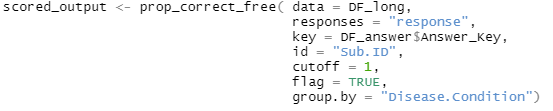 scored_output <- prop_correct_free( data = DF_long,
responses = "response",
key = DF_answer$Answer_Key,
id = "Sub.ID",
cutoff = 1,
flag = TRUE,
group.by = "Disease.Condition")